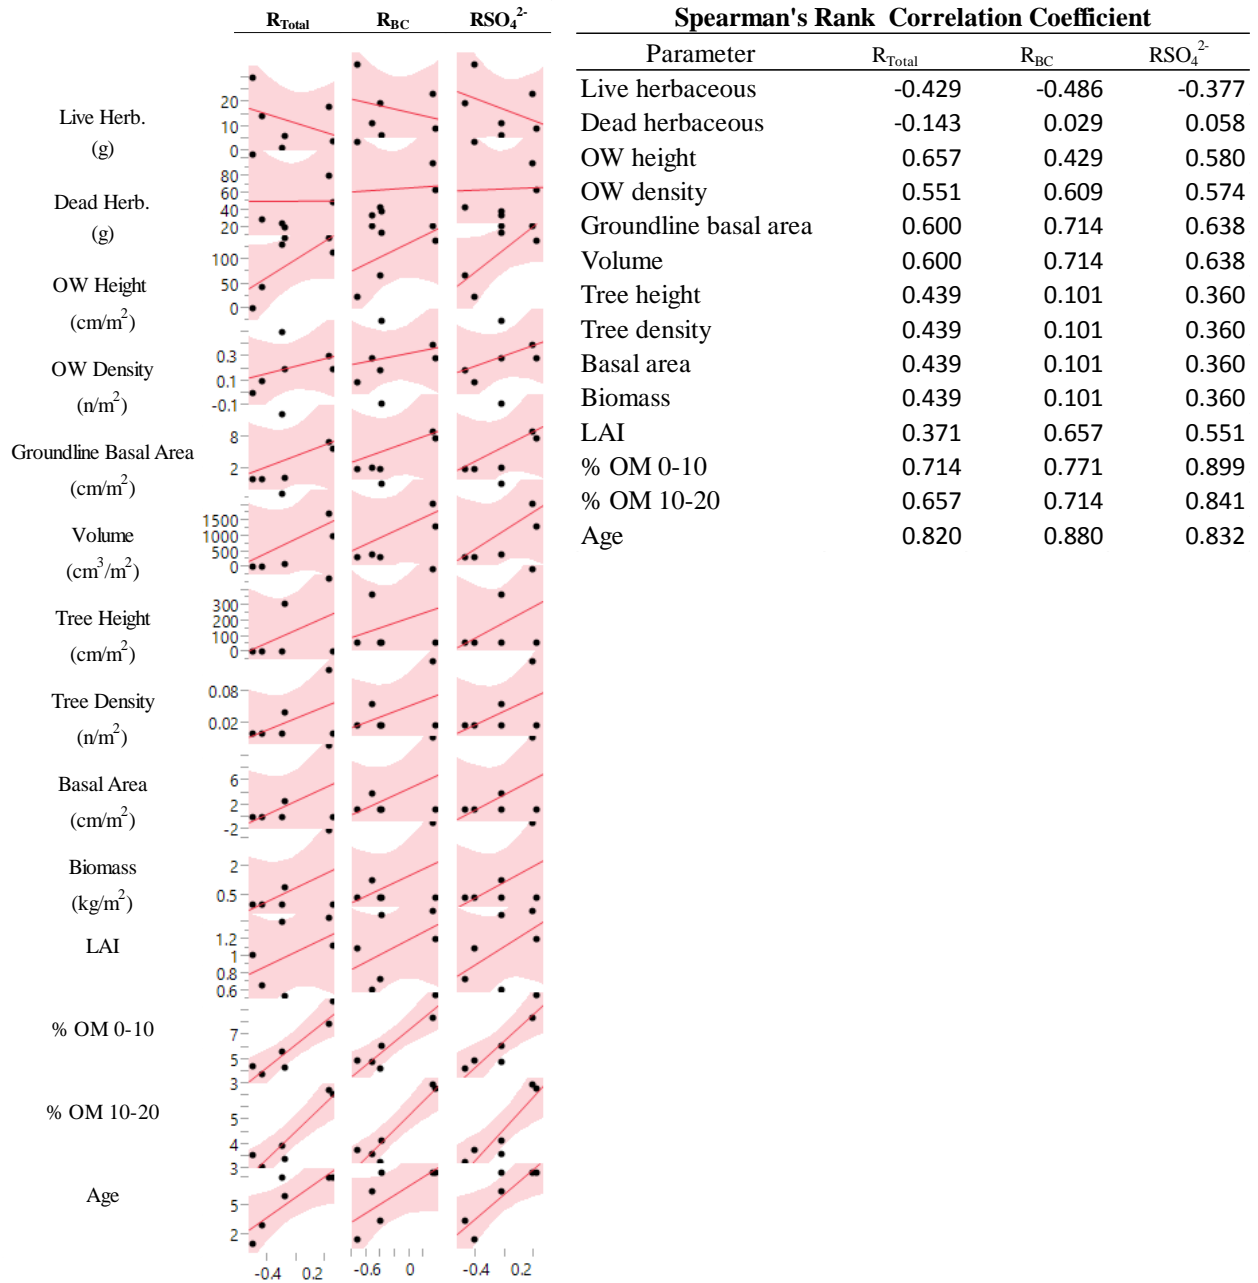 R_Total R_BC RSO₄²⁻
Live Herb.
(g)
20
10
0
Dead Herb.
(g)
80
60
40
20
OW Height
(cm/m²)
100
50
0
OW Density
(n/m²)
0.3
0.1
-0.1
Groundline Basal Area
(cm/m²)
8
2
Volume
(cm³/m²)
1500
1000
500
0
Tree Height
(cm/m²)
300
200
100
0
Tree Density
(n/m²)
0.08
0.02
Basal Area
(cm/m²)
6
2
-2
Biomass
(kg/m²)
2
0.5
LAI
1.2
1
0.8
0.6
% OM 0-10
7
5
3
% OM 10-20
5
4
3
Age
5
2
-0.4 0.2 -0.6 0 -0.4 0.2
Spearman's Rank Correlation Coefficient
Parameter R_Total R_BC RSO₄²⁻
Live herbaceous -0.429 -0.486 -0.377
Dead herbaceous -0.143 0.029 0.058
OW height 0.657 0.429 0.580
OW density 0.551 0.609 0.574
Groundline basal area 0.600 0.714 0.638
Volume 0.600 0.714 0.638
Tree height 0.439 0.101 0.360
Tree density 0.439 0.101 0.360
Basal area 0.439 0.101 0.360
Biomass 0.439 0.101 0.360
LAI 0.371 0.657 0.551
% OM 0-10 0.714 0.771 0.899
% OM 10-20 0.657 0.714 0.841
Age 0.820 0.880 0.832